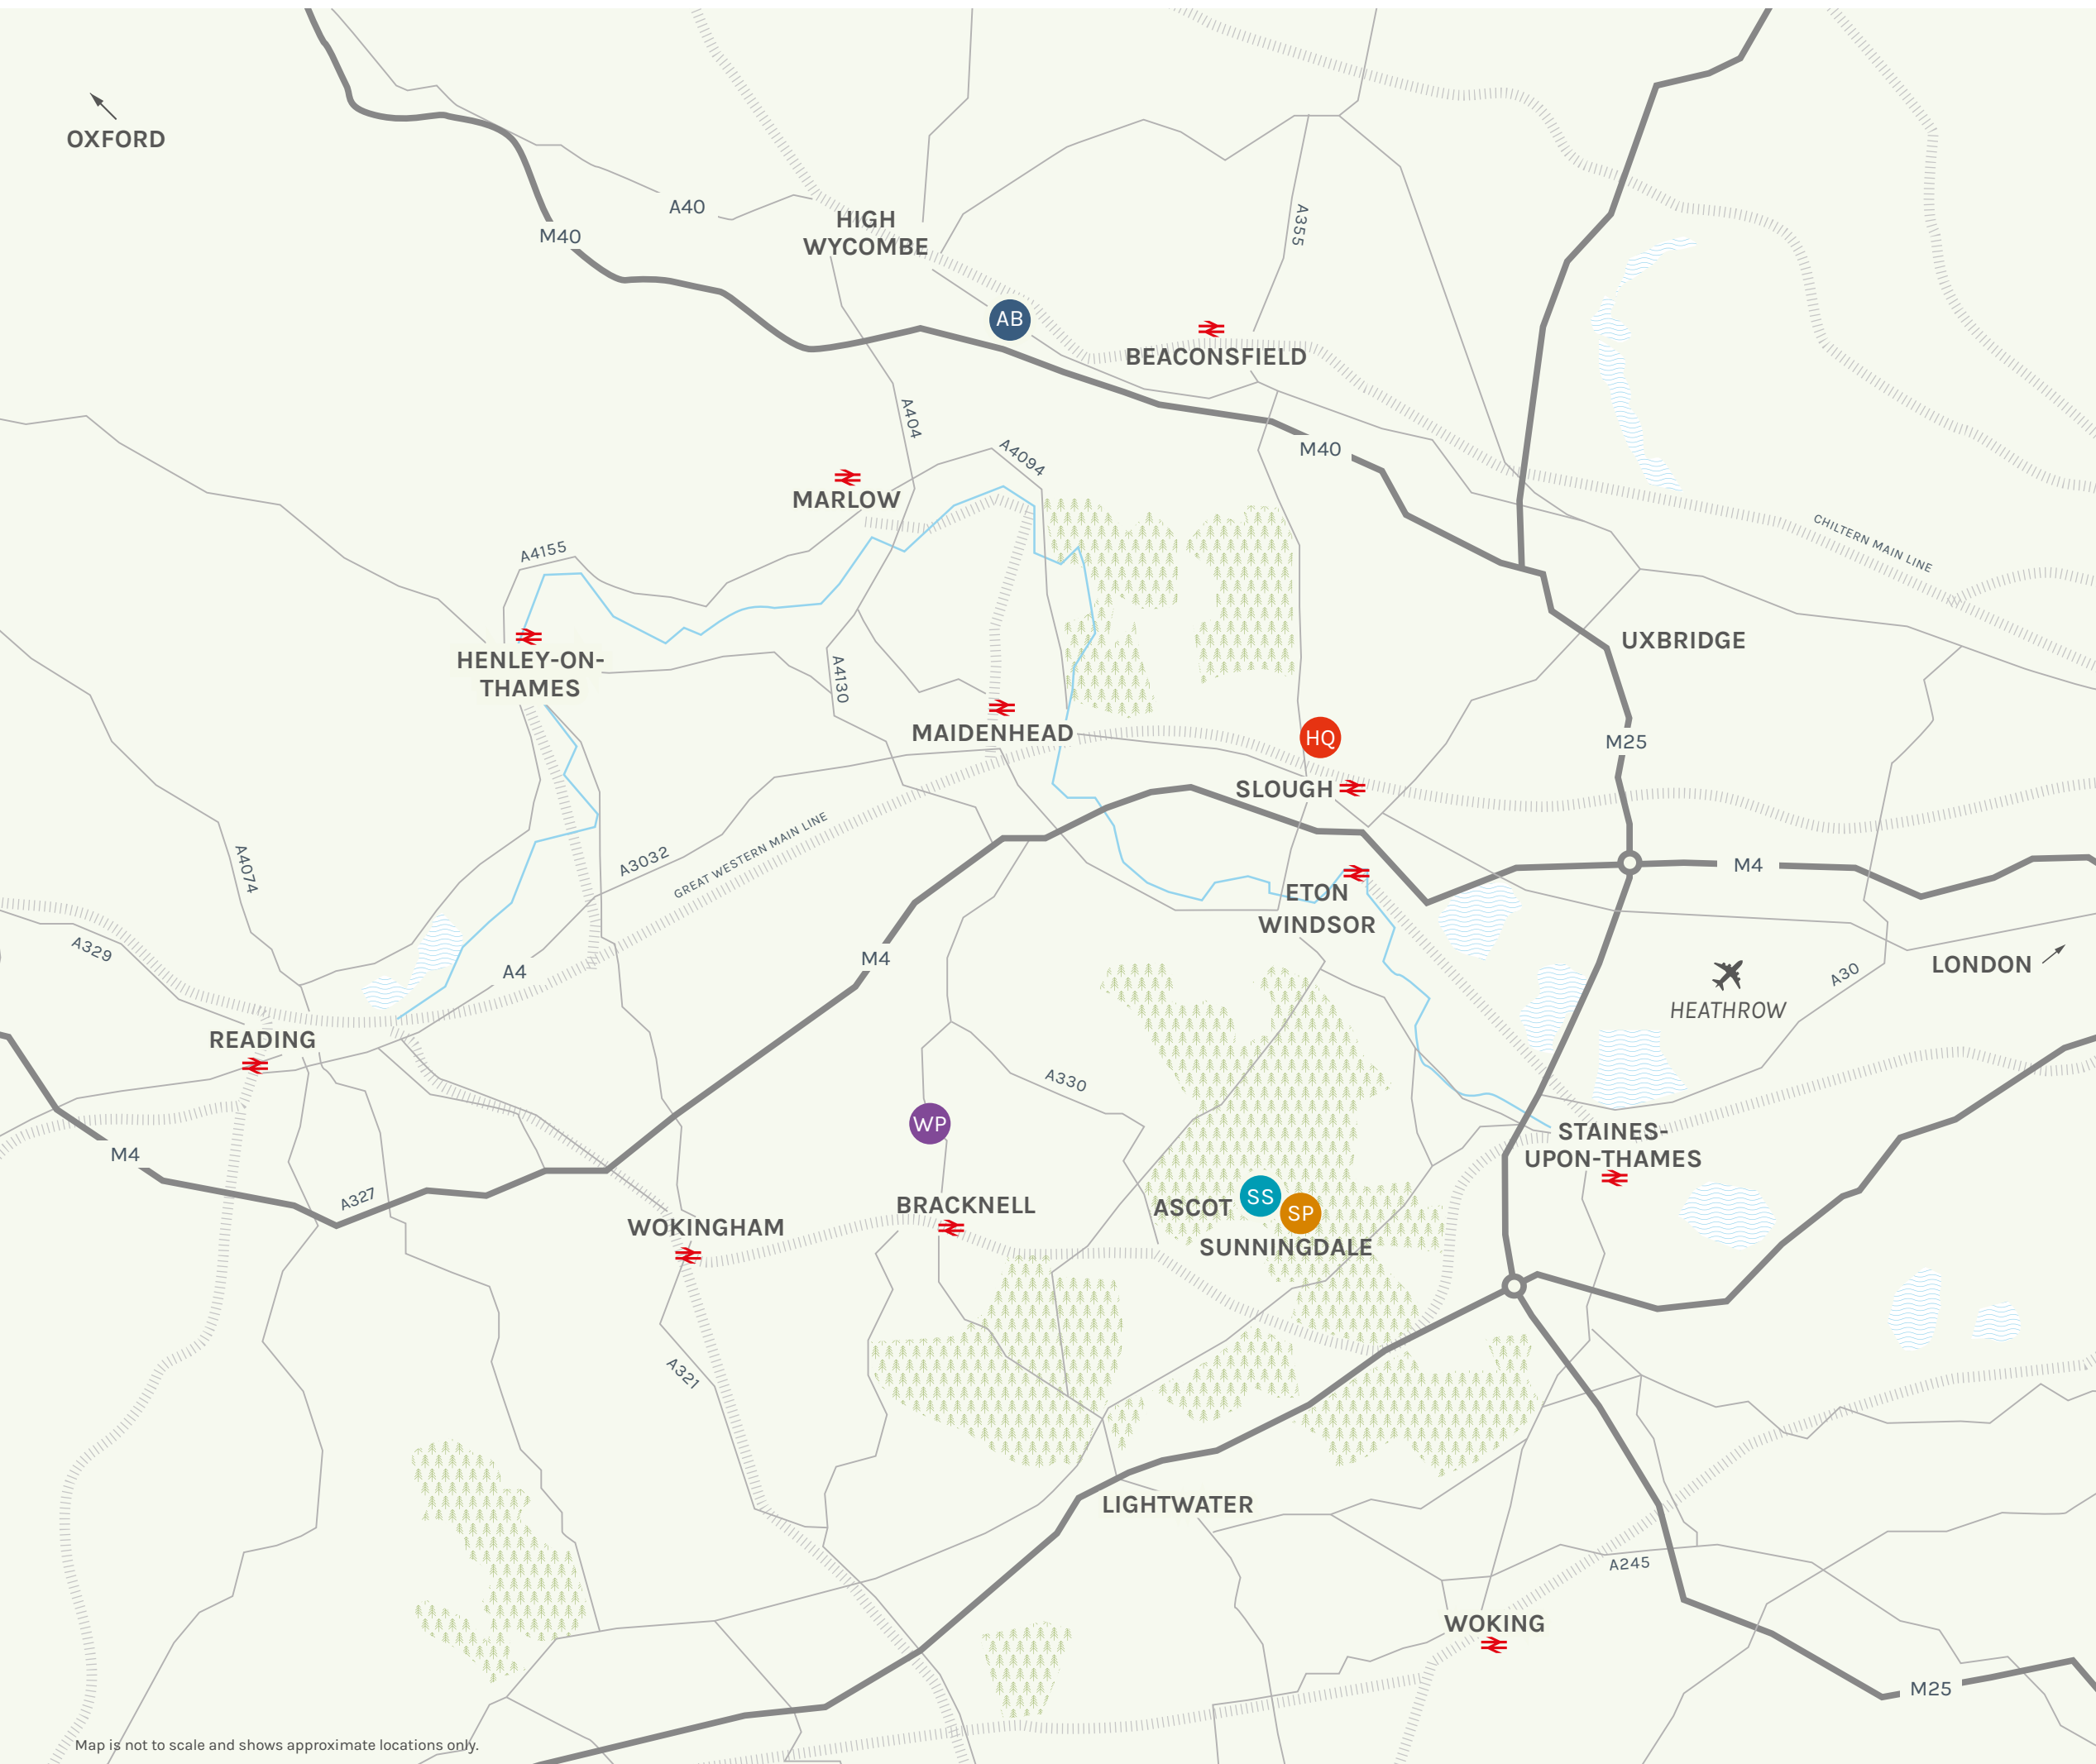 OXFORD
A40
HIGH
WYCOMBE
A355
M40
AB
BEACONSFIELD
A404
A4094
M40
MARLOW
CHILTERN MAIN LINE
A4155
HENLEY-ON-
THAMES
UXBRIDGE
A4130
MAIDENHEAD
HQ
M25
SLOUGH
A3032
GREAT WESTERN MAIN LINE
A4074
M4
ETON
WINDSOR
A329
A4
M4
LONDON
A30
HEATHROW
READING
A330
WP
M4
STAINES-
UPON-THAMES
A327
BRACKNELL
ASCOT
SS
SP
WOKINGHAM
SUNNINGDALE
A321
LIGHTWATER
A245
WOKING
M25
Map is not to scale and shows approximate locations only.